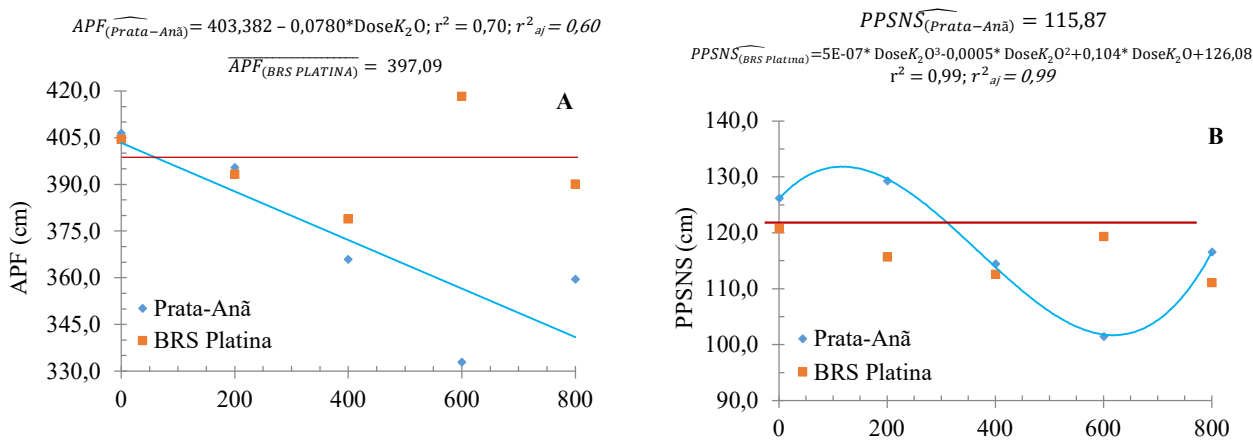 APF(Prata−Anã) = 403,382 – 0,0780*DoseK₂O; r² = 0,70; r²aj = 0,60
APF(BRS PLATINA) = 397,09
A
420,0
405,0
390,0
375,0
360,0
345,0
330,0
APF (cm)
Prata-Anã
BRS Platina
0 200 400 600 800
PPSNS(Prata−Anã) = 115,87
PPSNS(BRS Platina)=5E-07* DoseK₂O³-0,0005* DoseK₂O²+0,104* DoseK₂O+126,08
r² = 0,99; r²aj = 0,99
B
140,0
130,0
120,0
110,0
100,0
90,0
PPSNS (cm)
Prata-Anã
BRS Platina
0 200 400 600 800